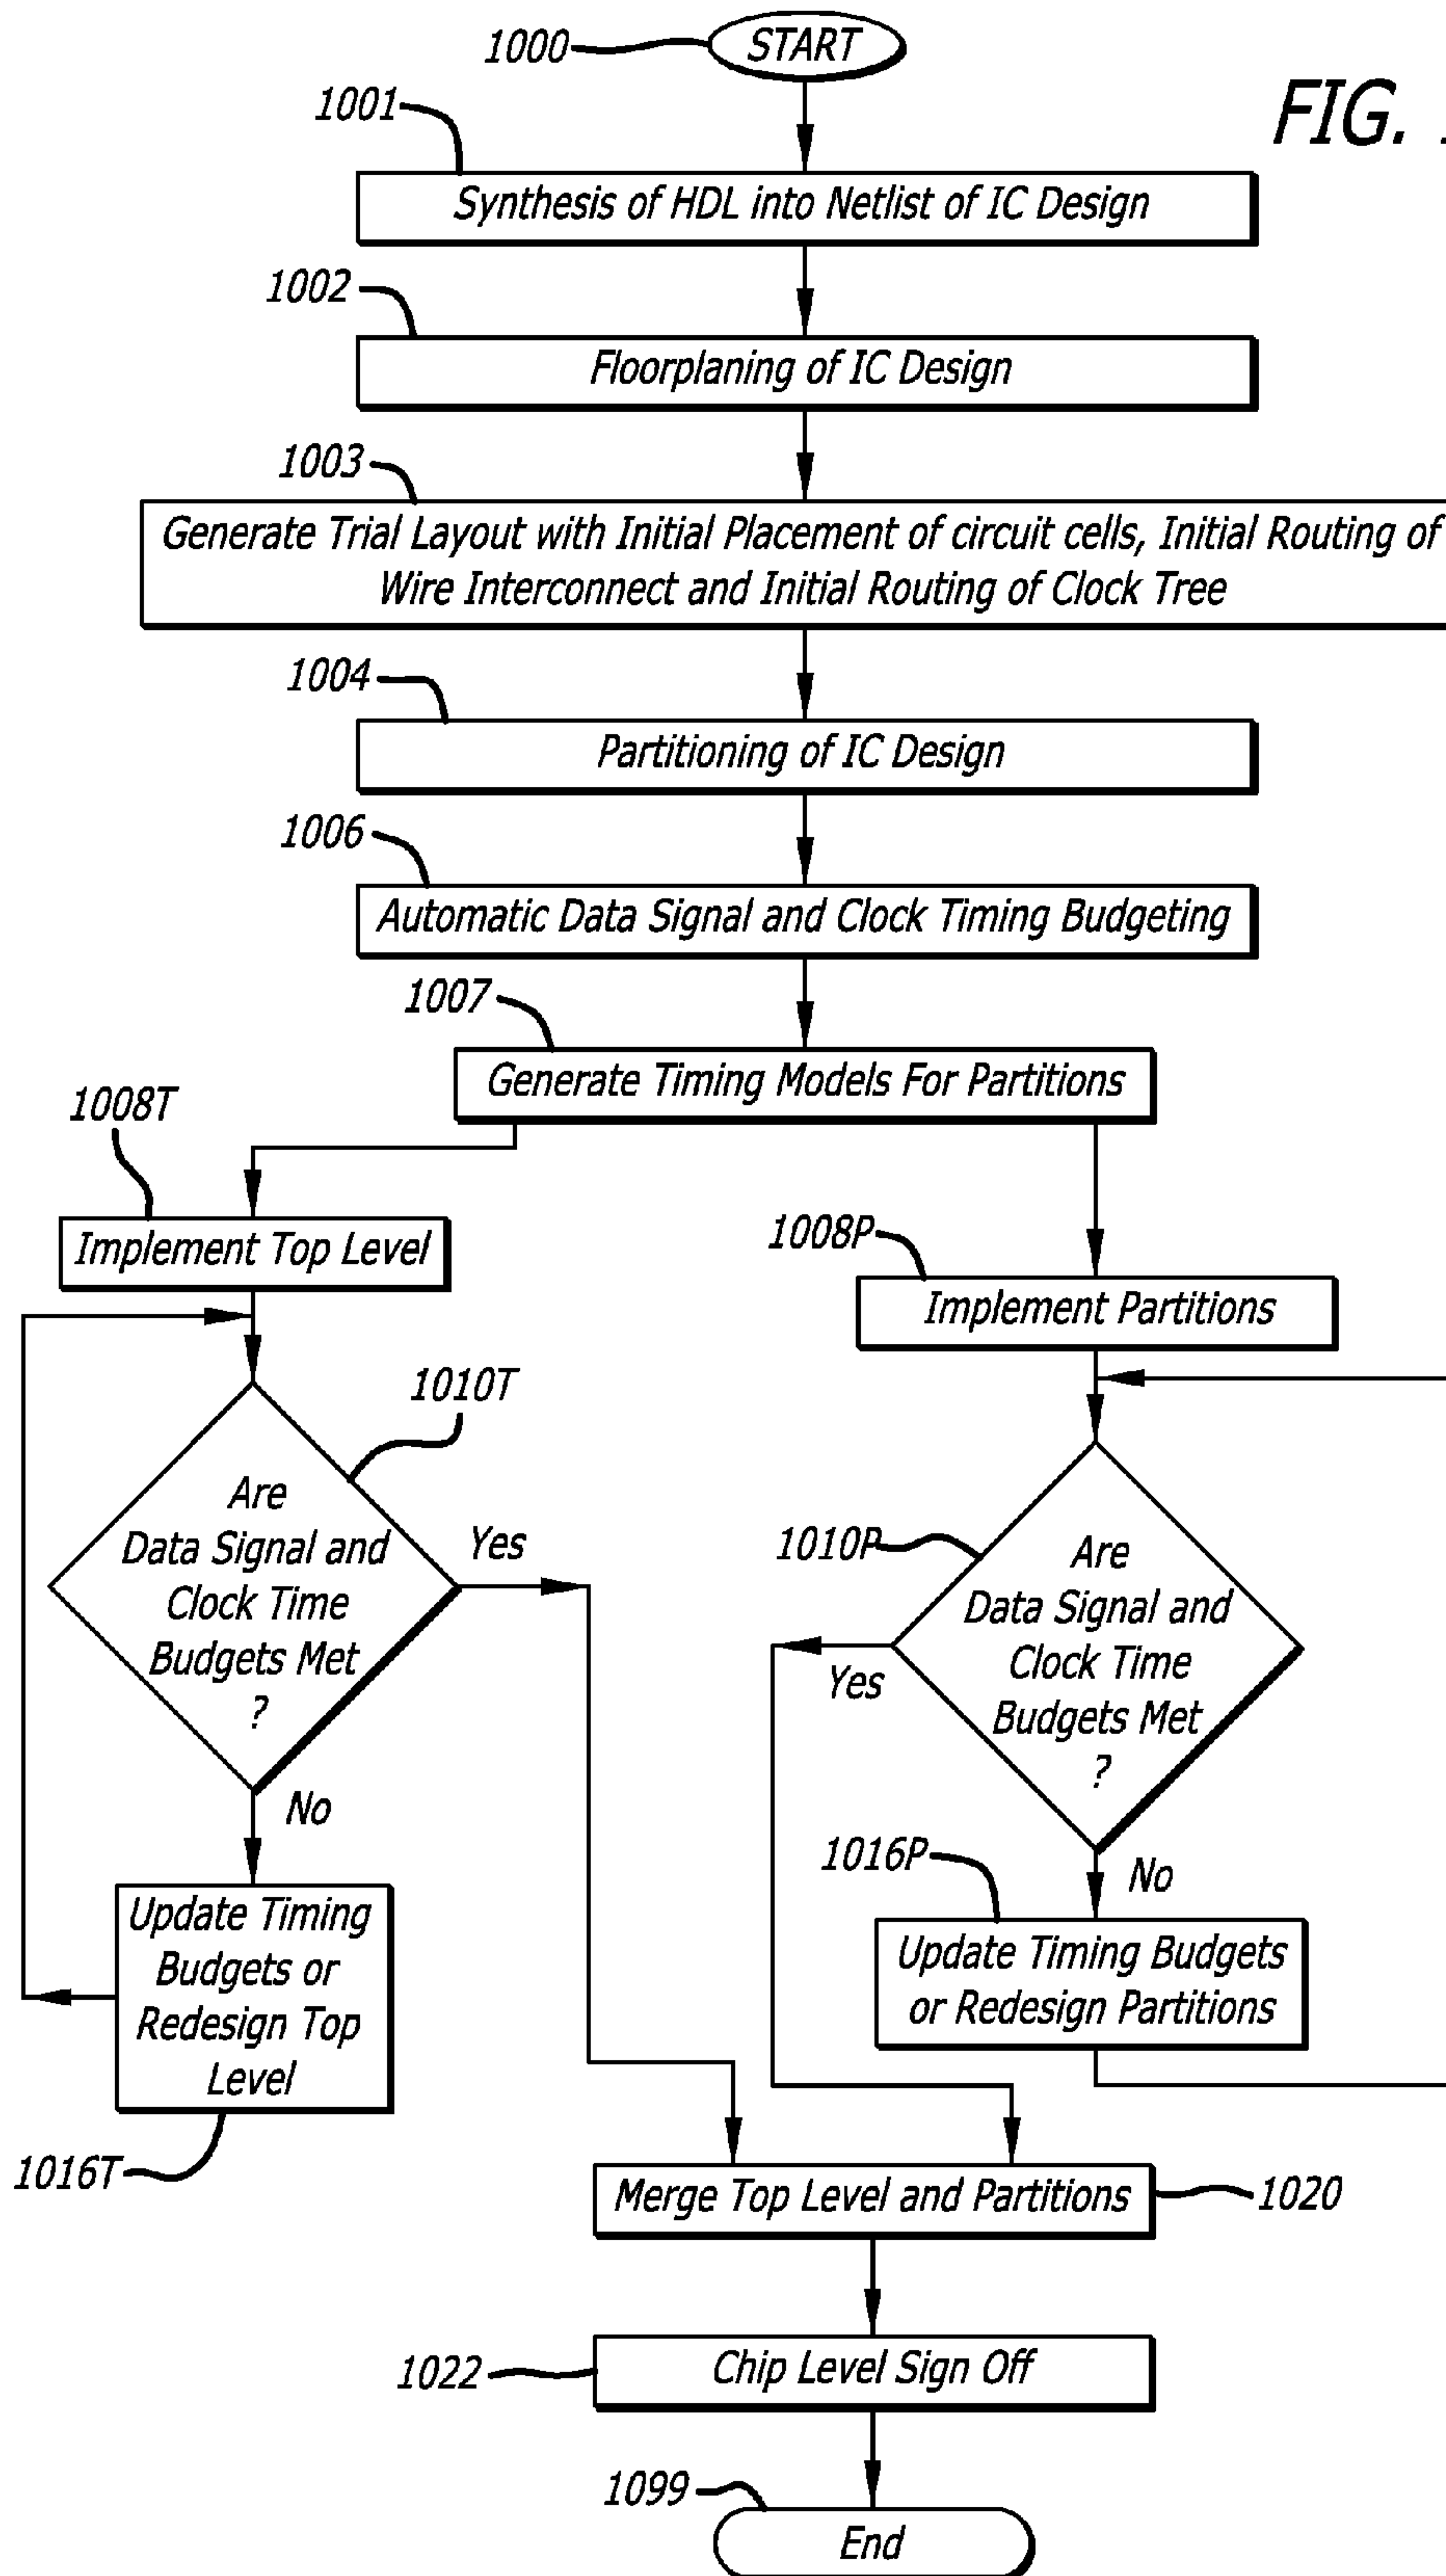 1000
START
FIG.
1001
Synthesis of HDL into Netlist of IC Design
1002
Floorplaning of IC Design
1003
Generate Trial Layout with Initial Placement of circuit cells, Initial Routing of
Wire Interconnect and Initial Routing of Clock Tree
1004
Partitioning of IC Design
1006
Automatic Data Signal and Clock Timing Budgeting
1007
Generate Timing Models For Partitions
1008T
Implement Top Level
1008P
Implement Partitions
1010T
Are
Data Signal and
Clock Time
Budgets Met
?
Yes
No
1010P
Are
Data Signal and
Clock Time
Budgets Met
?
Yes
No
Update Timing
Budgets or
Redesign Top
Level
1016T
1016P
Update Timing Budgets
or Redesign Partitions
Merge Top Level and Partitions
1020
1022
Chip Level Sign Off
1099
End